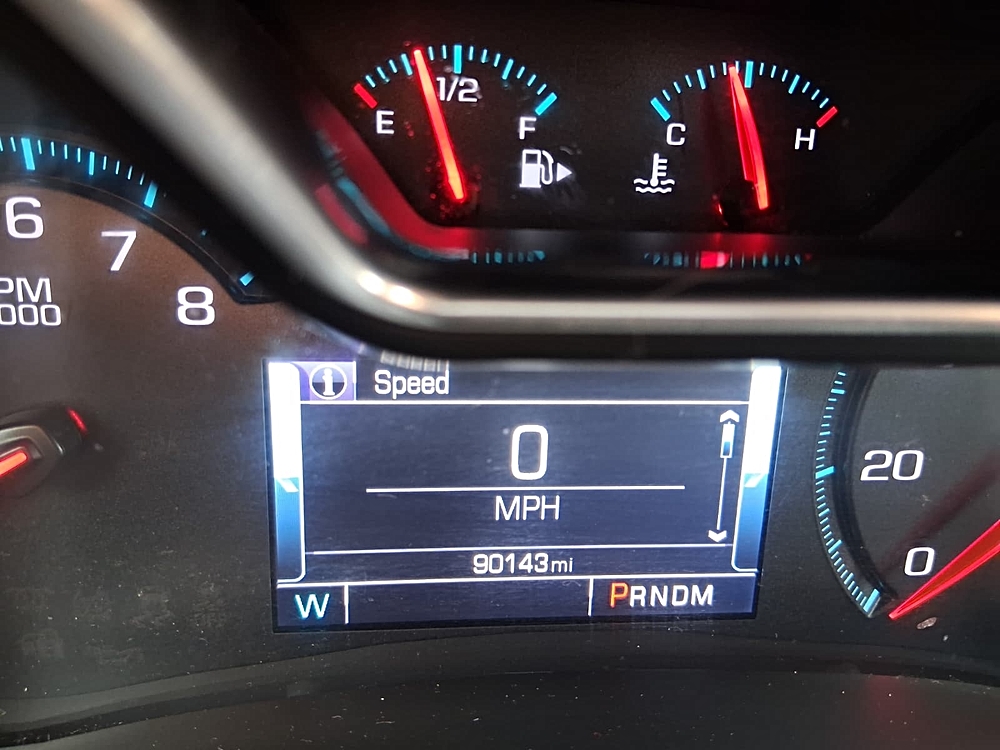 E 1/2 F
C H
6
7
8
PM
000
Speed
0
MPH
90143mi
W
PRNDM
20
0